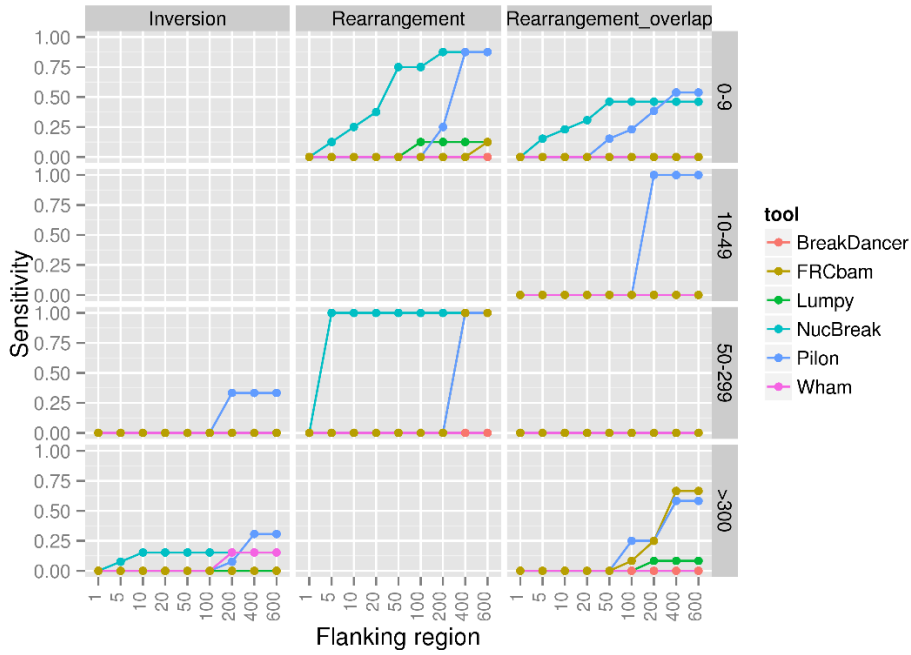 Inversion Rearrangement Rearrangement_overlap
1.00
0.75
0.50
0.25
0.00
0-9
1.00
0.75
0.50
0.25
0.00
10-49
1.00
0.75
0.50
0.25
0.00
50-299
1.00
0.75
0.50
0.25
0.00
>300
Sensitivity
1 5 10 20 50 100 200 400 600 1 5 10 20 50 100 200 400 600 1 5 10 20 50 100 200 400 600
Flanking region
tool
BreakDancer
FRCbam
Lumpy
NucBreak
Pilon
Wham